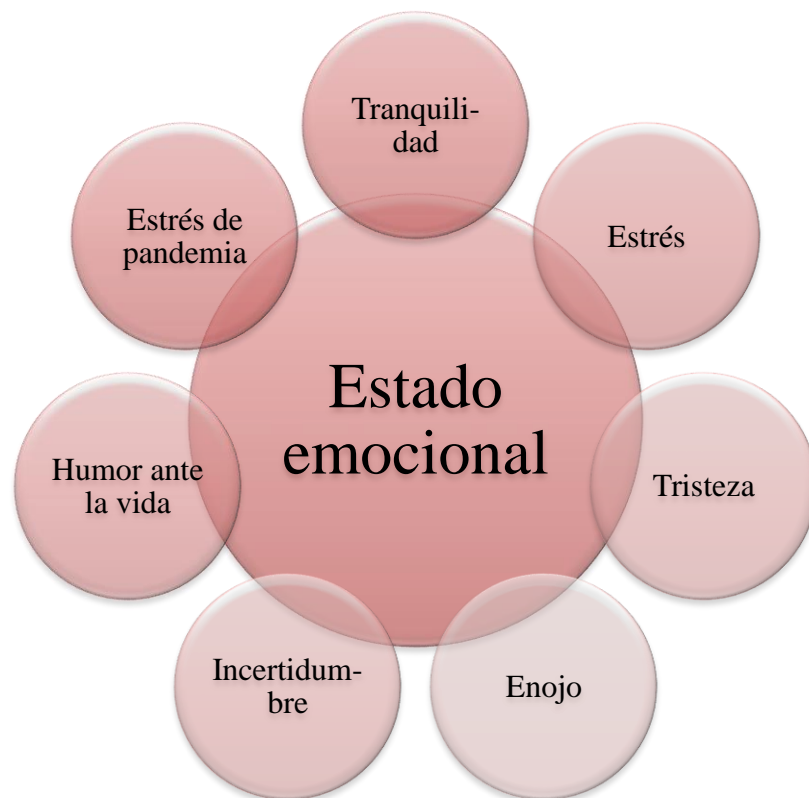 Tranquili-
dad
Estrés
Tristeza
Enojo
Incertidum-
bre
Humor ante
la vida
Estrés de
pandemia
Estado
emocional